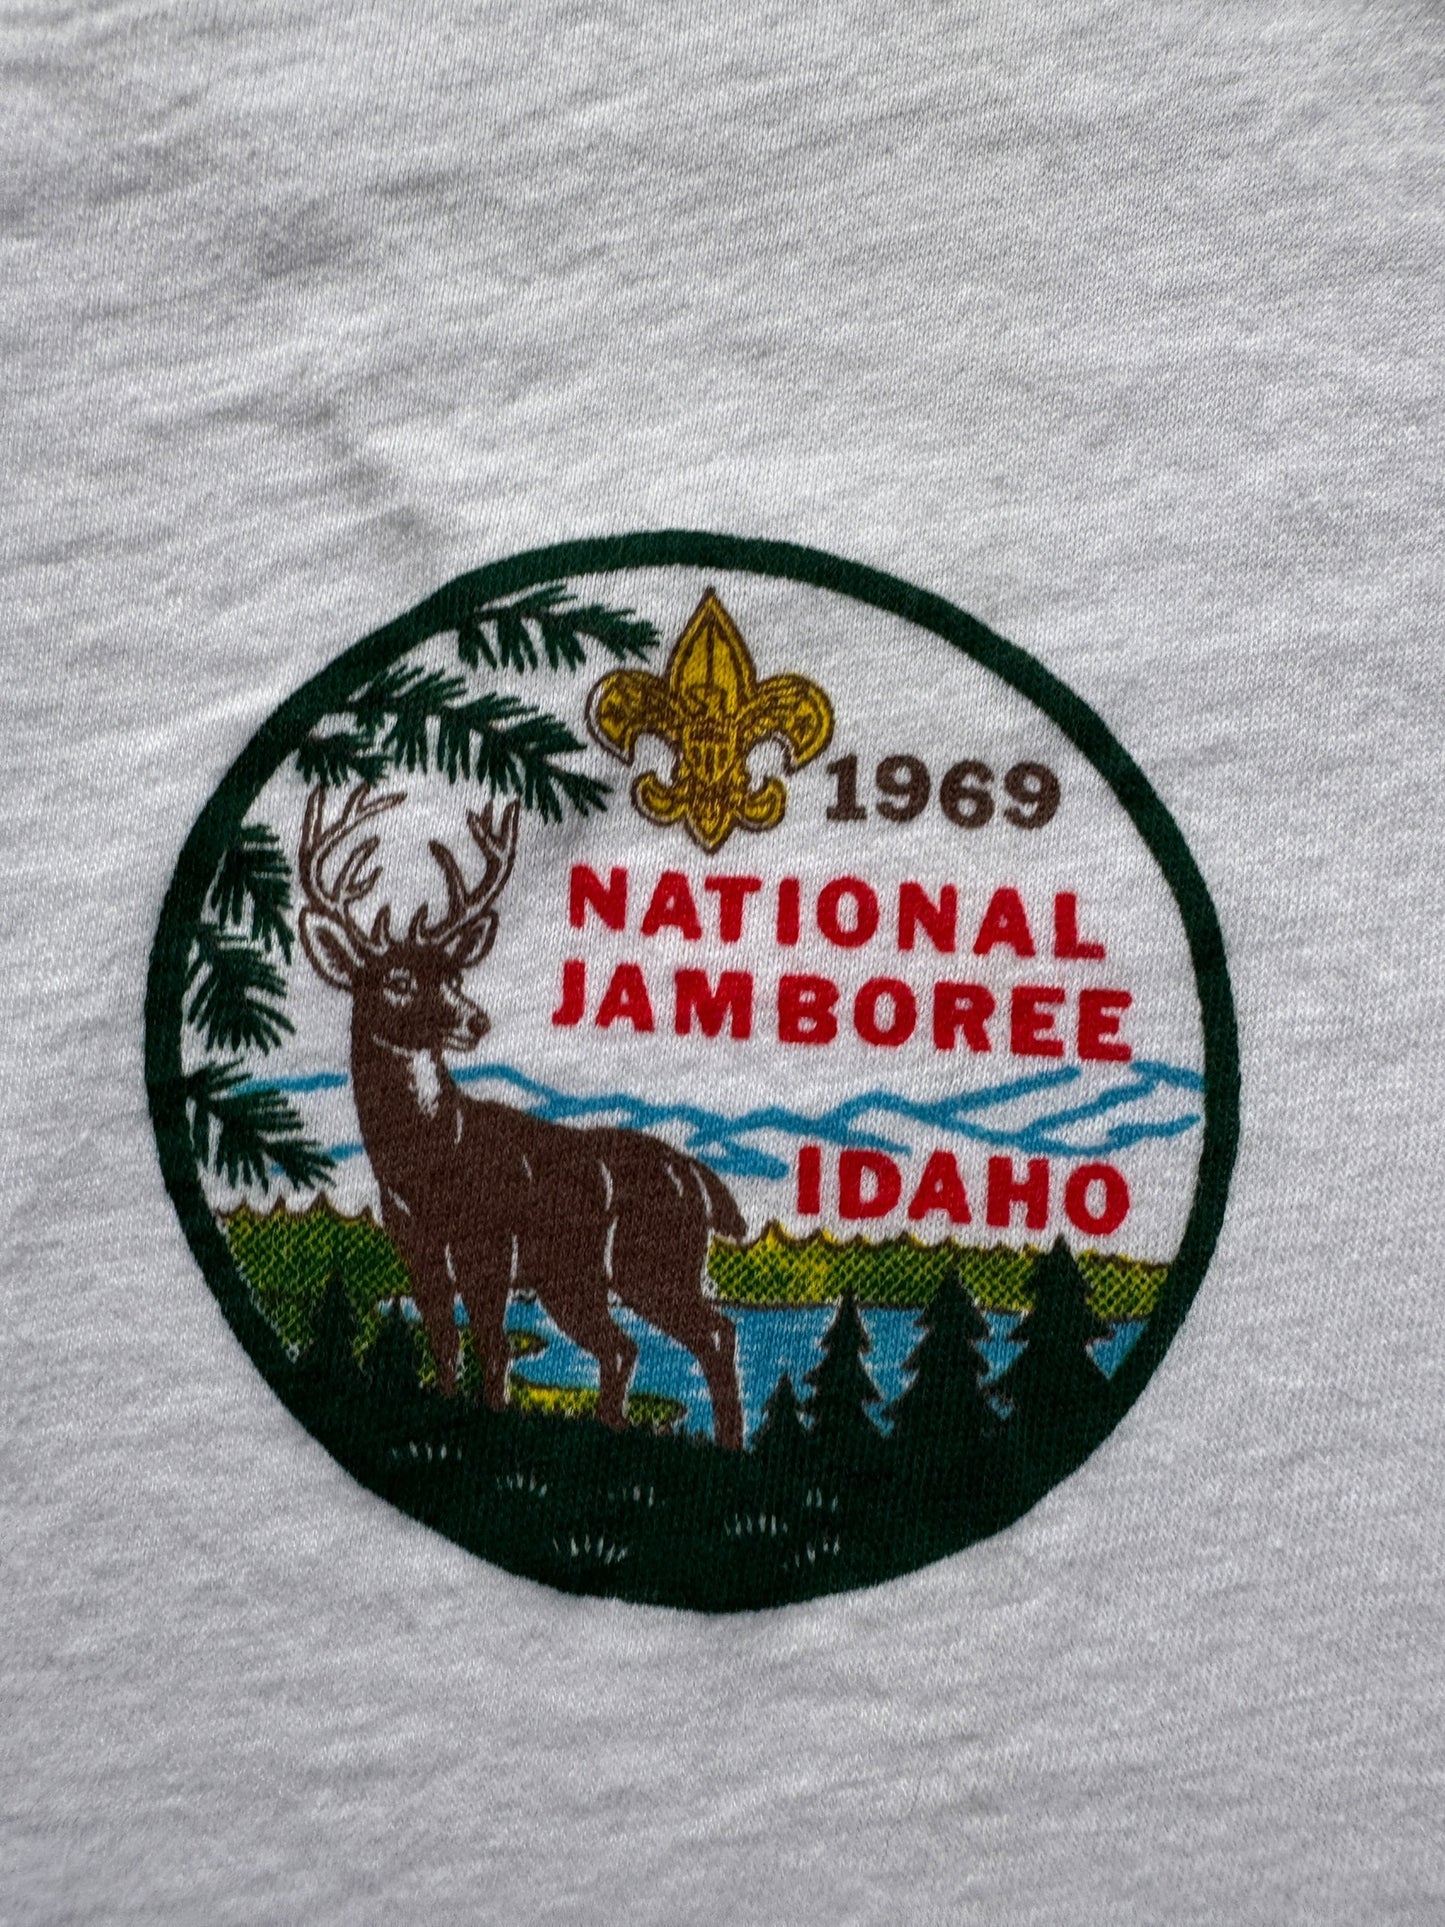 1969
NATIONAL
JAMBOREE
IDAHO